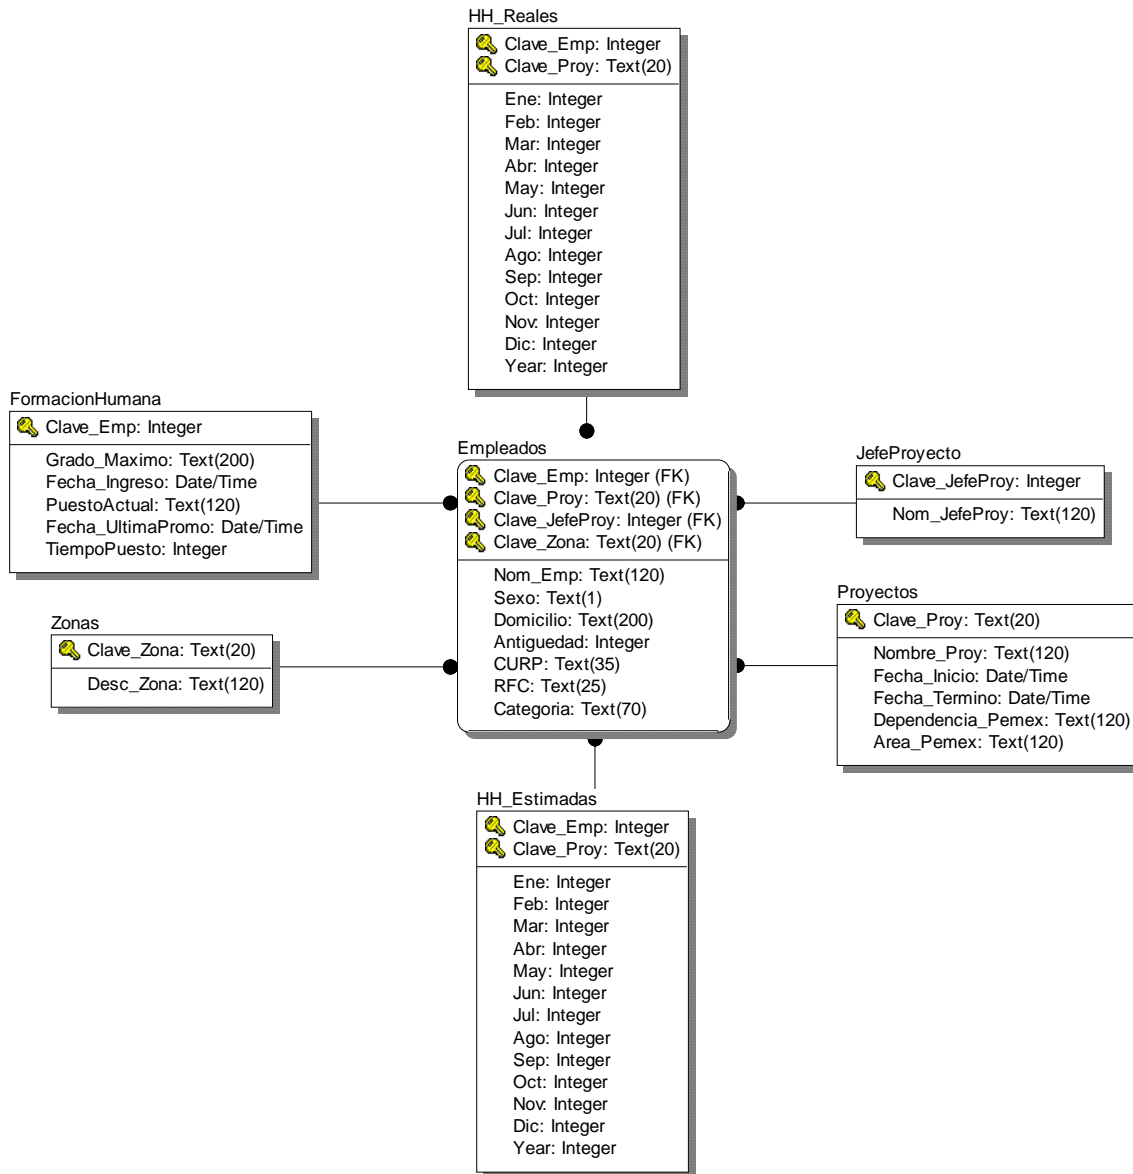 HH_Reales
Clave_Emp: Integer
Clave_Proy: Text(20)
Ene: Integer
Feb: Integer
Mar: Integer
Abr: Integer
May: Integer
Jun: Integer
Jul: Integer
Ago: Integer
Sep: Integer
Oct: Integer
Nov: Integer
Dic: Integer
Year: Integer
FormacionHumana
Clave_Emp: Integer
Grado_Maximo: Text(200)
Fecha_Ingreso: Date/Time
PuestoActual: Text(120)
Fecha_UltimaPromo: Date/Time
TiempoPuesto: Integer
Empleados
Clave_Emp: Integer (FK)
Clave_Proy: Text(20) (FK)
Clave_JefeProy: Integer (FK)
Clave_Zona: Text(20) (FK)
Nom_Emp: Text(120)
Sexo: Text(1)
Domicilio: Text(200)
Antiguedad: Integer
CURP: Text(35)
RFC: Text(25)
Categoria: Text(70)
JefeProyecto
Clave_JefeProy: Integer
Nom_JefeProy: Text(120)
Zonas
Clave_Zona: Text(20)
Desc_Zona: Text(120)
Proyectos
Clave_Proy: Text(20)
Nombre_Proy: Text(120)
Fecha_Inicio: Date/Time
Fecha_Termino: Date/Time
Dependencia_Pemex: Text(120)
Area_Pemex: Text(120)
HH_Estimadas
Clave_Emp: Integer
Clave_Proy: Text(20)
Ene: Integer
Feb: Integer
Mar: Integer
Abr: Integer
May: Integer
Jun: Integer
Jul: Integer
Ago: Integer
Sep: Integer
Oct: Integer
Nov: Integer
Dic: Integer
Year: Integer